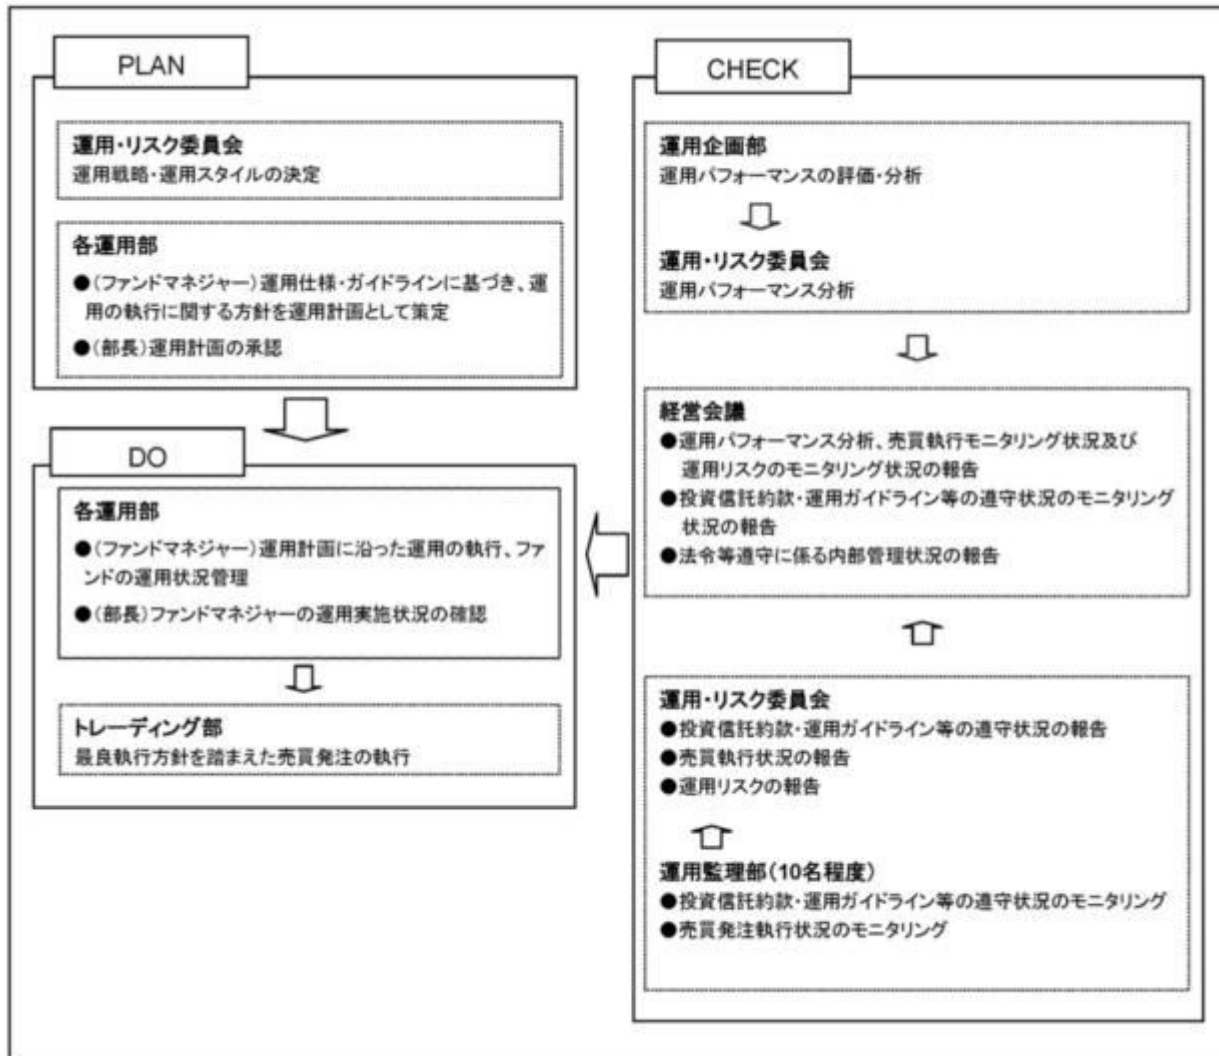 PLAN
運用・リスク委員会
運用戦略・運用スタイルの決定
各運用部
●(ファンドマネジャー)運用仕様・ガイドラインに基づき、運
用の執行に関する方針を運用計画として策定
●(部長)運用計画の承認
DO
各運用部
●(ファンドマネジャー)運用計画に沿った運用の執行、ファ
ンドの運用状況管理
●(部長)ファンドマネジャーの運用実施状況の確認
トレーディング部
最良執行方針を踏まえた売買発注の執行
CHECK
運用企画部
運用パフォーマンスの評価・分析
運用・リスク委員会
運用パフォーマンス分析
経営会議
●運用パフォーマンス分析、売買執行モニタリング状況及び
運用リスクのモニタリング状況の報告
●投資信託約款・運用ガイドライン等の遵守状況のモニタリング
状況の報告
●法令等遵守に係る内部管理状況の報告
運用・リスク委員会
●投資信託約款・運用ガイドライン等の遵守状況の報告
●売買執行状況の報告
●運用リスクの報告
運用監理部(10名程度)
●投資信託約款・運用ガイドライン等の遵守状況のモニタリング
●売買発注執行状況のモニタリング